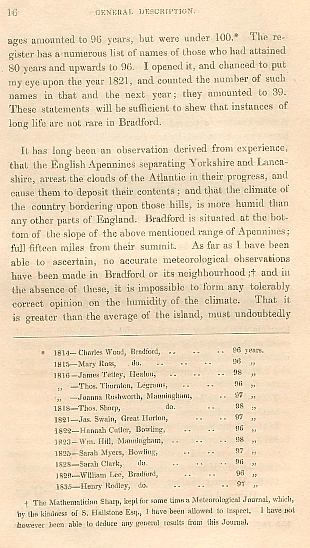 16 GENERAL DESCRIPTION.
ages amounted to 96 years, but were under 100.* The re-
gister has a numerous list of names of those who had attained
80 years and upwards to 96. I opened it, and chanced to put
my eye upon the year 1821, and counted the number of such
names in that and the next year; they amounted to 39.
These statements will be sufficient to shew that instances of
long life are not rare in Bradford.
It has long been an observation derived from experience,
that the English Apennines separating Yorkshire and Lanca-
shire, arrest the clouds of the Atlantic in their progress, and
cause them to deposit their contents; and that the climate of
the country bordering upon those hills, is more humid than
any other parts of England. Bradford is situated at the bot-
tom of the slope of the above mentioned range of Apennines;
full fifteen miles from their summit. As far as I have been
able to ascertain, no accurate meteorological observations
have been made in Bradford or its neighbourhood;† and in
the absence of these, it is impossible to form any tolerably
correct opinion on the humidity of the climate. That it
is greater than the average of the island, must undoubtedly
* 1814—Charles Wood, Bradford, .. .. .. 96 years.
1815—Mary Ross, do. .. .. .. 96 „
1816—James Tetley, Heaton, .. .. .. 98 „
„ —Thos. Thornton, Legrams, .. .. 96 „
„ —Joanna Rushworth, Manningham, .. 97 „
1818—Thos. Sharp, do. .. 98 „
1821—Jas. Swain, Great Horton, .. .. 97 „
1822—Hannah Cutler, Bowling, .. .. 96 „
1823—Wm. Hill, Manningham, .. .. .. 98 „
1825—Sarah Myers, Bowling, .. .. 97 „
1828—Sarah Clark, do. .. .. .. 96 „
1829—William Lee, Bradford, .. .. 96 „
1835—Henry Rodley, do. .. .. .. 97 „
† The Mathematician Sharp, kept for some time a Meteorological Journal, which,
by the kindness of S. Hailstone Esq., I have been allowed to inspect. I have not
however been able to deduce any general results from this Journal.